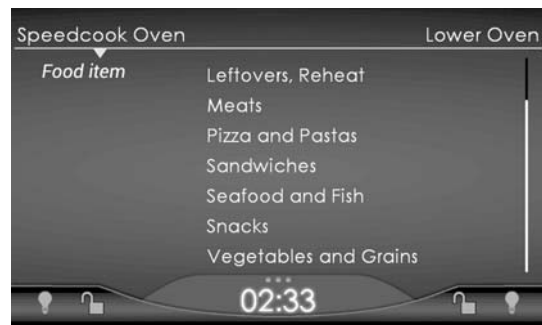 Speedcook Oven
Lower Oven
Food item
Leftovers, Reheat
Meats
Pizza and Pastas
Sandwiches
Seafood and Fish
Snacks
Vegetables and Grains
02:33